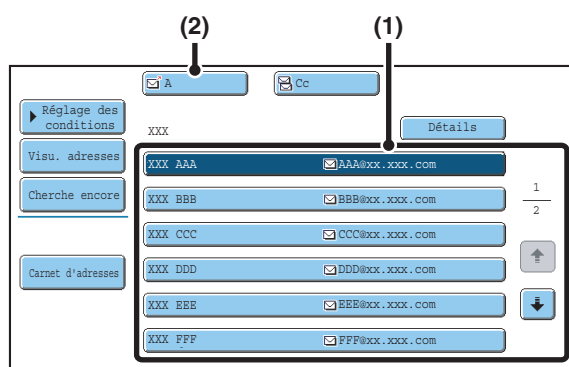 (2) (1)
A Cc
Réglage des
conditions
XXX Détails
Visu. adresses
XXX AAA AAA@xx.xxx.com
Cherche encore
XXX BBB BBB@xx.xxx.com
1
2
XXX CCC CCC@xx.xxx.com
Carnet d'adresses
XXX DDD DDD@xx.xxx.com
XXX EEE EEE@xx.xxx.com
XXX FFF FFF@xx.xxx.com